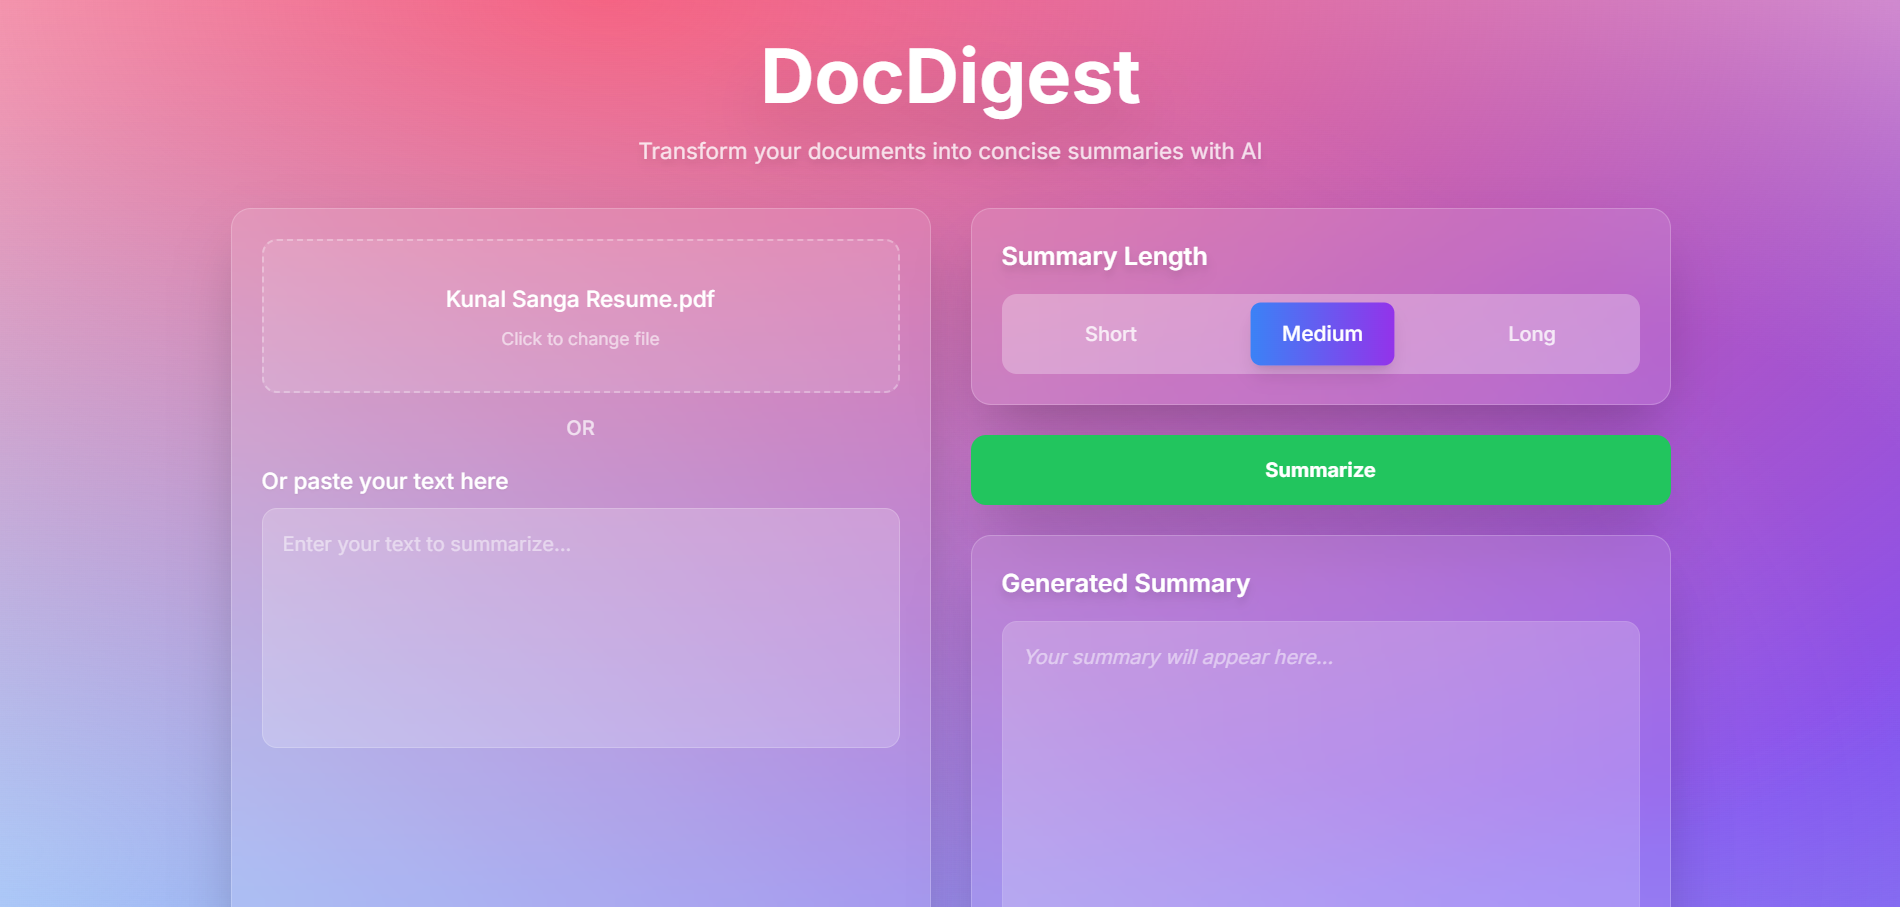 DocDigest
Transform your documents into concise summaries with AI
Kunal Sanga Resume.pdf
Click to change file
OR
Or paste your text here
Enter your text to summarize...
Summary Length
Short Medium Long
Summarize
Generated Summary
Your summary will appear here...